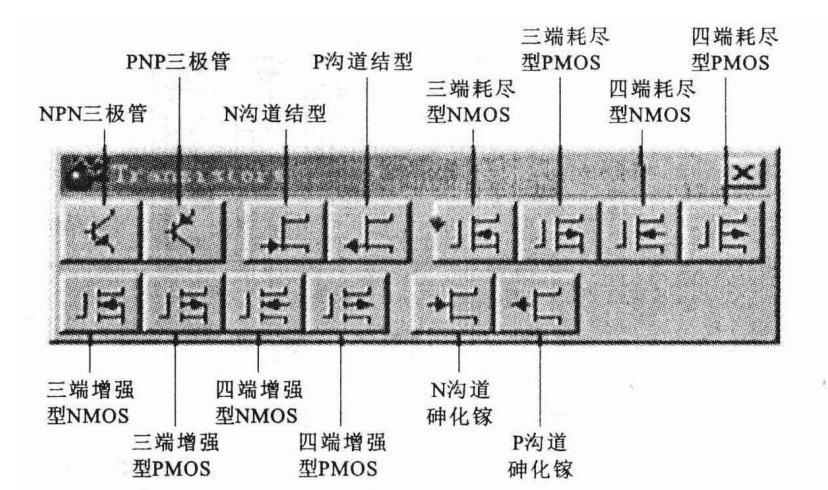 三端耗尽
型PMOS
四端耗尽
型PMOS
PNP三极管
P沟道结型
三端耗尽
型NMOS
四端耗尽
型NMOS
NPN三极管
N沟道结型
Transistors
三端增强
型NMOS
四端增强
型NMOS
N沟道
砷化镓
三端增强
型PMOS
四端增强
型PMOS
P沟道
砷化镓